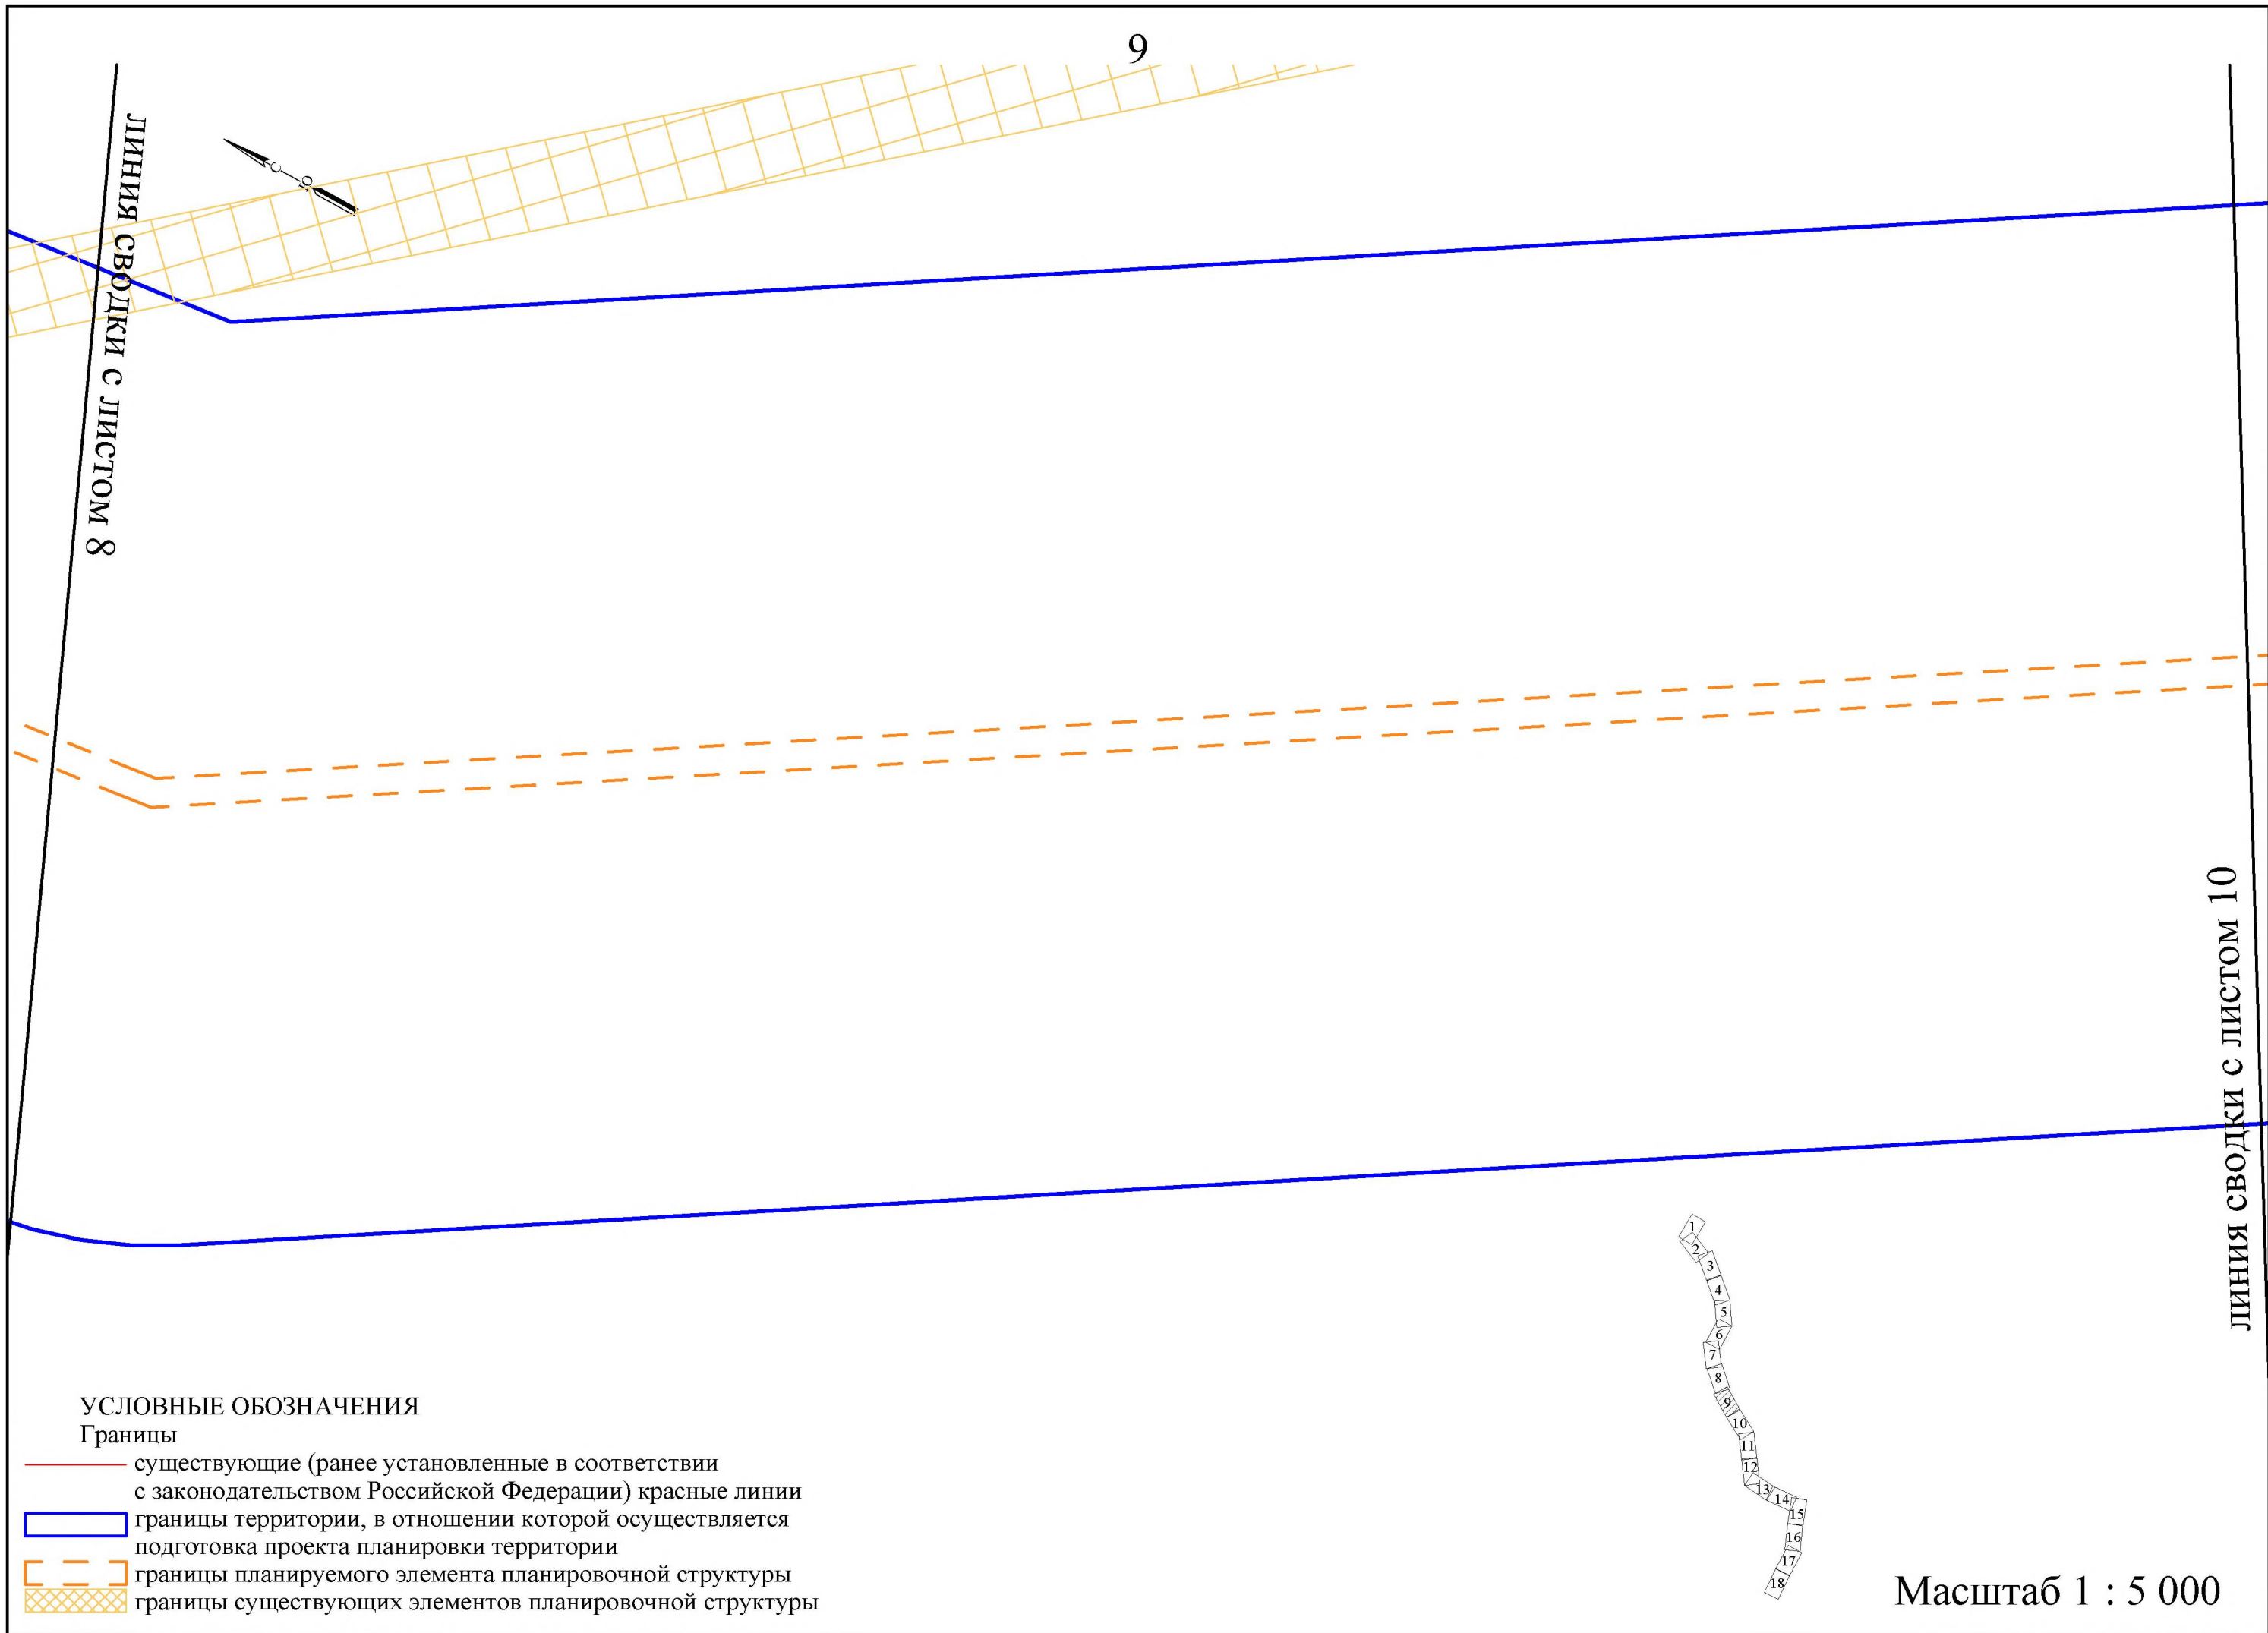 9
линия сводки с листом 8
С
Ю
линия сводки с листом 10
1
2
3
4
5
6
7
8
9
10
11
12
13
14
15
16
17
18
УСЛОВНЫЕ ОБОЗНАЧЕНИЯ
Границы
существующие (ранее установленные в соответствии
с законодательством Российской Федерации) красные линии
границы территории, в отношении которой осуществляется
подготовка проекта планировки территории
границы планируемого элемента планировочной структуры
границы существующих элементов планировочной структуры
Масштаб 1 : 5 000